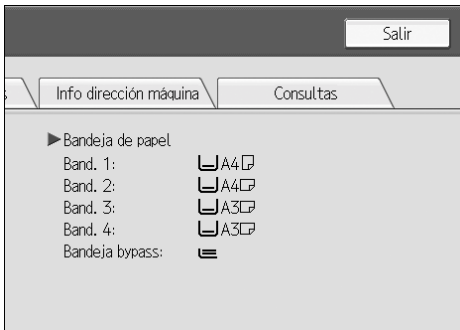 Salir
Info dirección máquina
Consultas
Bandeja de papel
Band. 1: A4
Band. 2: A4
Band. 3: A3
Band. 4: A3
Bandeja bypass: